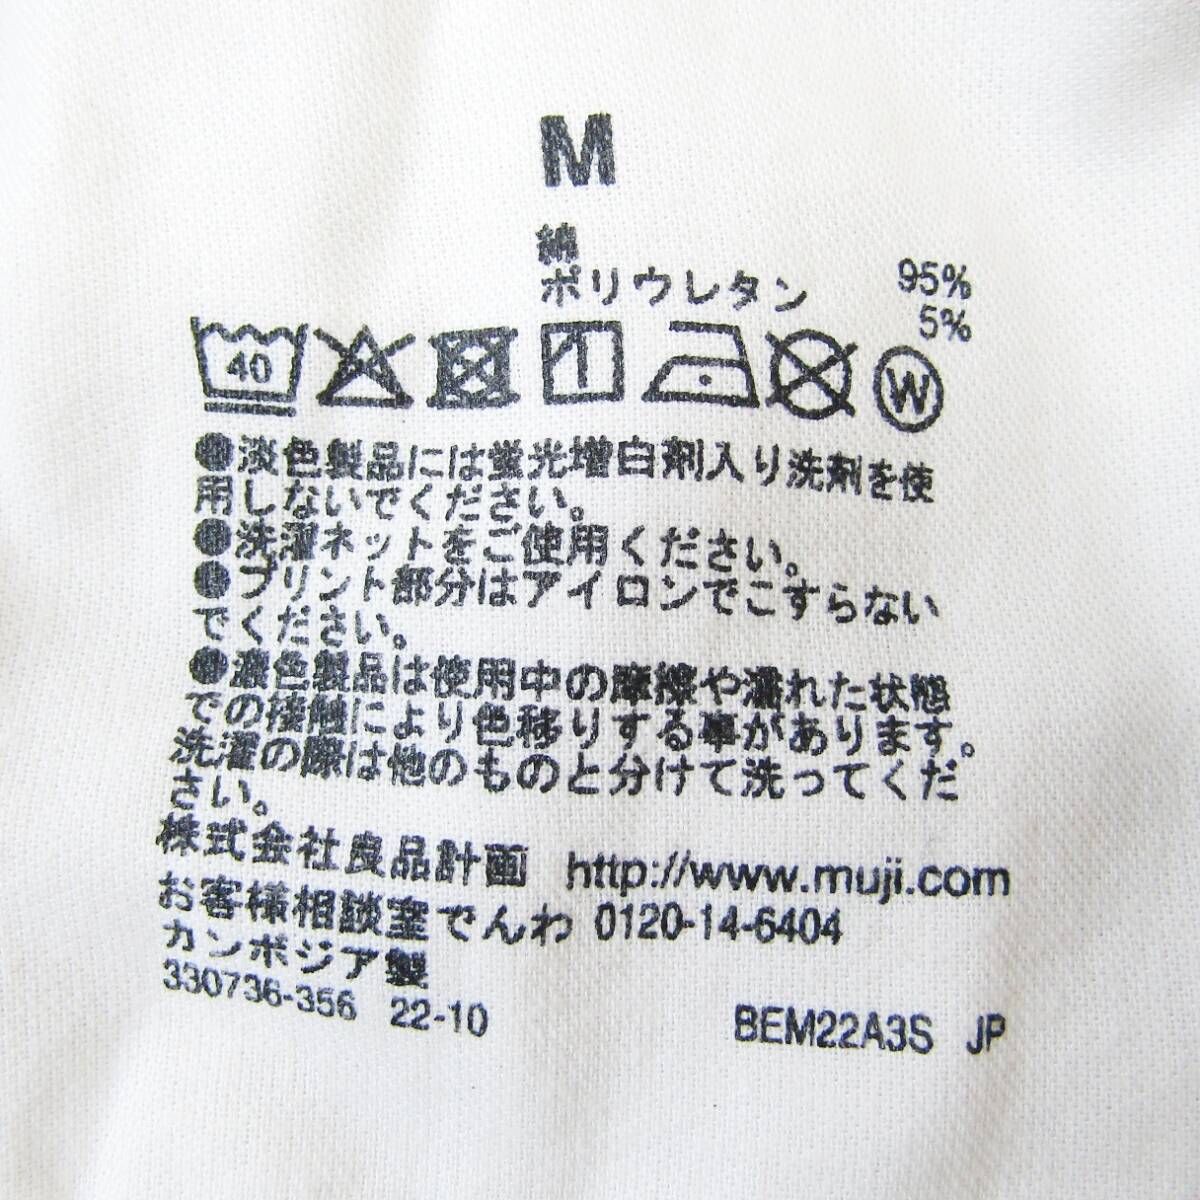 M
綿 95%
ポリウレタン 5%
40
W
●淡色製品には蛍光増白剤入り洗剤を使
用しないでください。
●洗濯ネットをご使用ください。
●プリント部分はアイロンでこすらない
でください。
●濃色製品は使用中の摩擦や濡れた状態
での接触により色移りする事があります。
洗濯の際は他のものと分けて洗ってくだ
さい。
株式会社良品計画 http://www.muji.com
お客様相談室でんわ 0120-14-6404
カンボジア製
330736-356 22-10 BEM22A3S JP